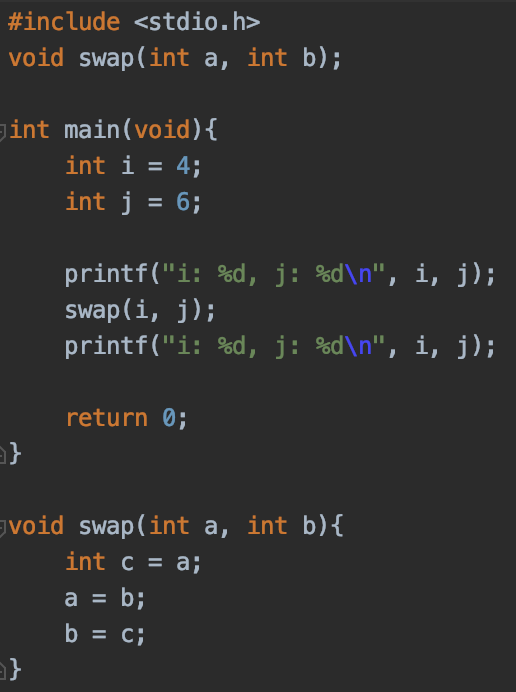 #include <stdio.h>
void swap(int a, int b);
int main(void){
    int i = 4;
    int j = 6;
    printf("i: %d, j: %d\n", i, j);
    swap(i, j);
    printf("i: %d, j: %d\n", i, j);
    return 0;
}
void swap(int a, int b){
    int c = a;
    a = b;
    b = c;
}